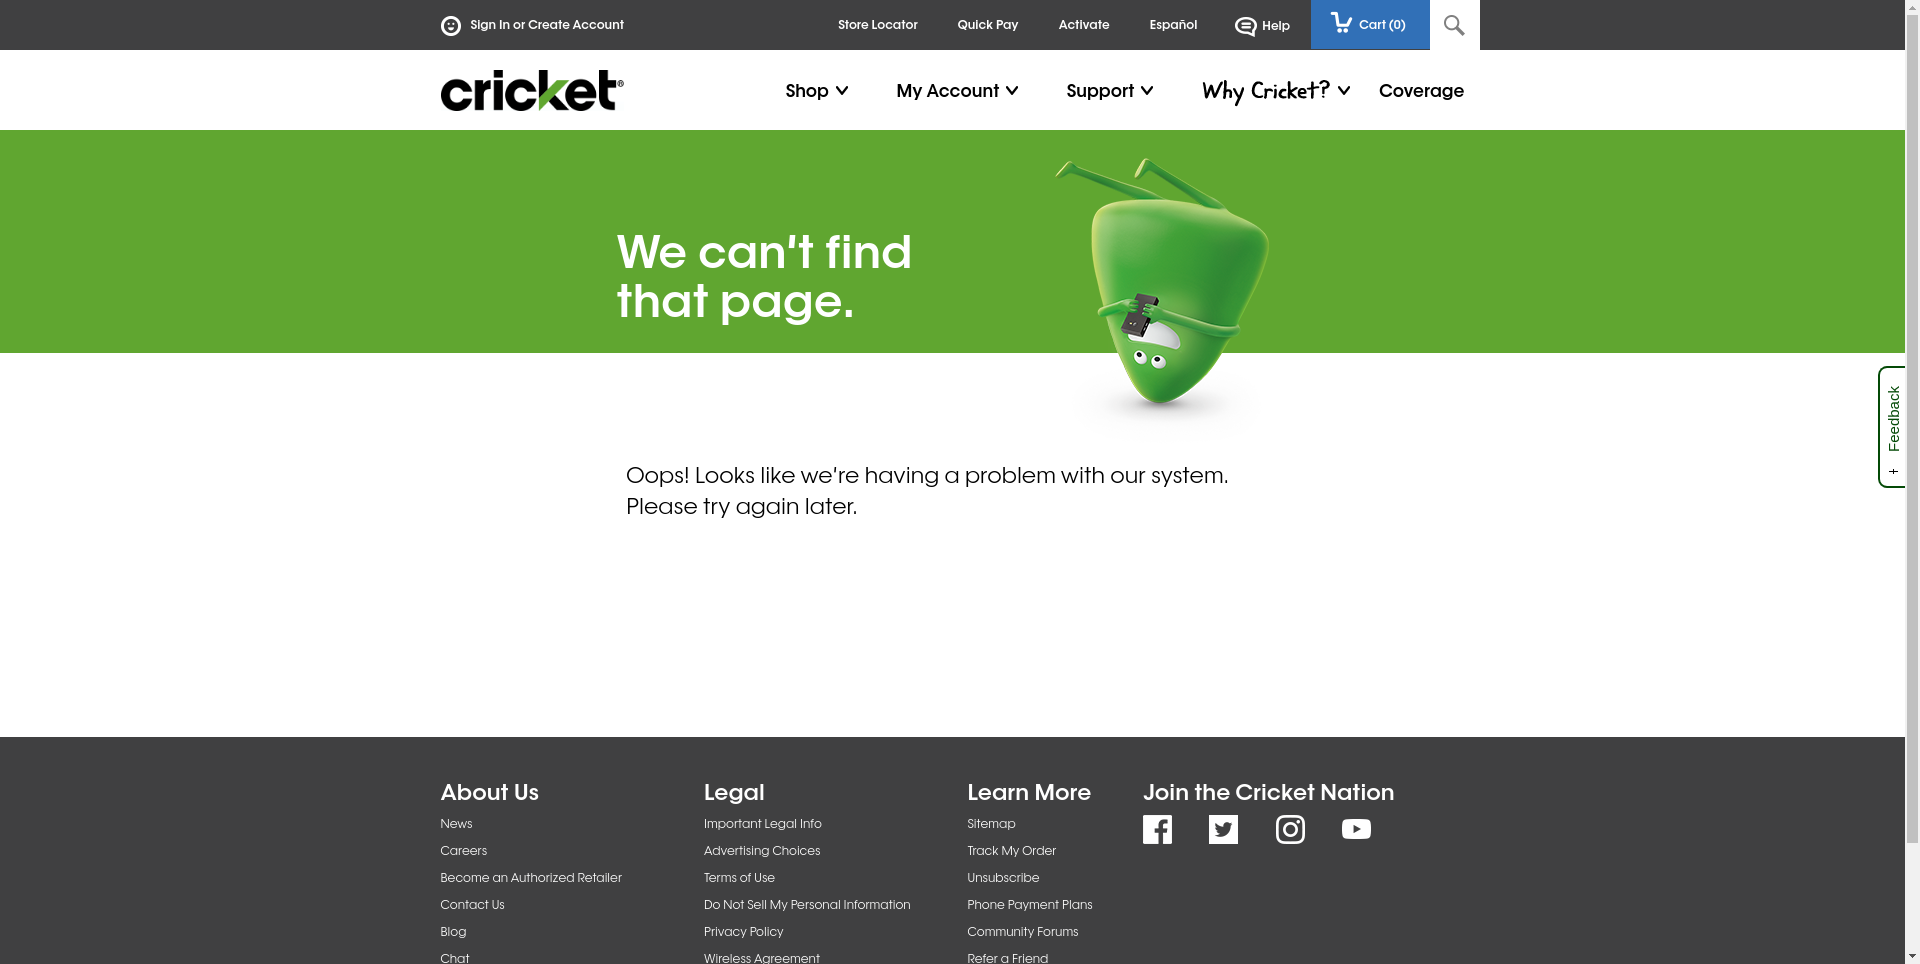 Sign In or Create Account
Store Locator
Quick Pay
Activate
Español
Help
Cart (0)
cricket®
Shop
My Account
Support
Why Cricket?
Coverage
We can't find
that page.
Oops! Looks like we're having a problem with our system.
Please try again later.
+ Feedback
About Us
News
Careers
Become an Authorized Retailer
Contact Us
Blog
Chat
Legal
Important Legal Info
Advertising Choices
Terms of Use
Do Not Sell My Personal Information
Privacy Policy
Wireless Agreement
Learn More
Sitemap
Track My Order
Unsubscribe
Phone Payment Plans
Community Forums
Refer a Friend
Join the Cricket Nation